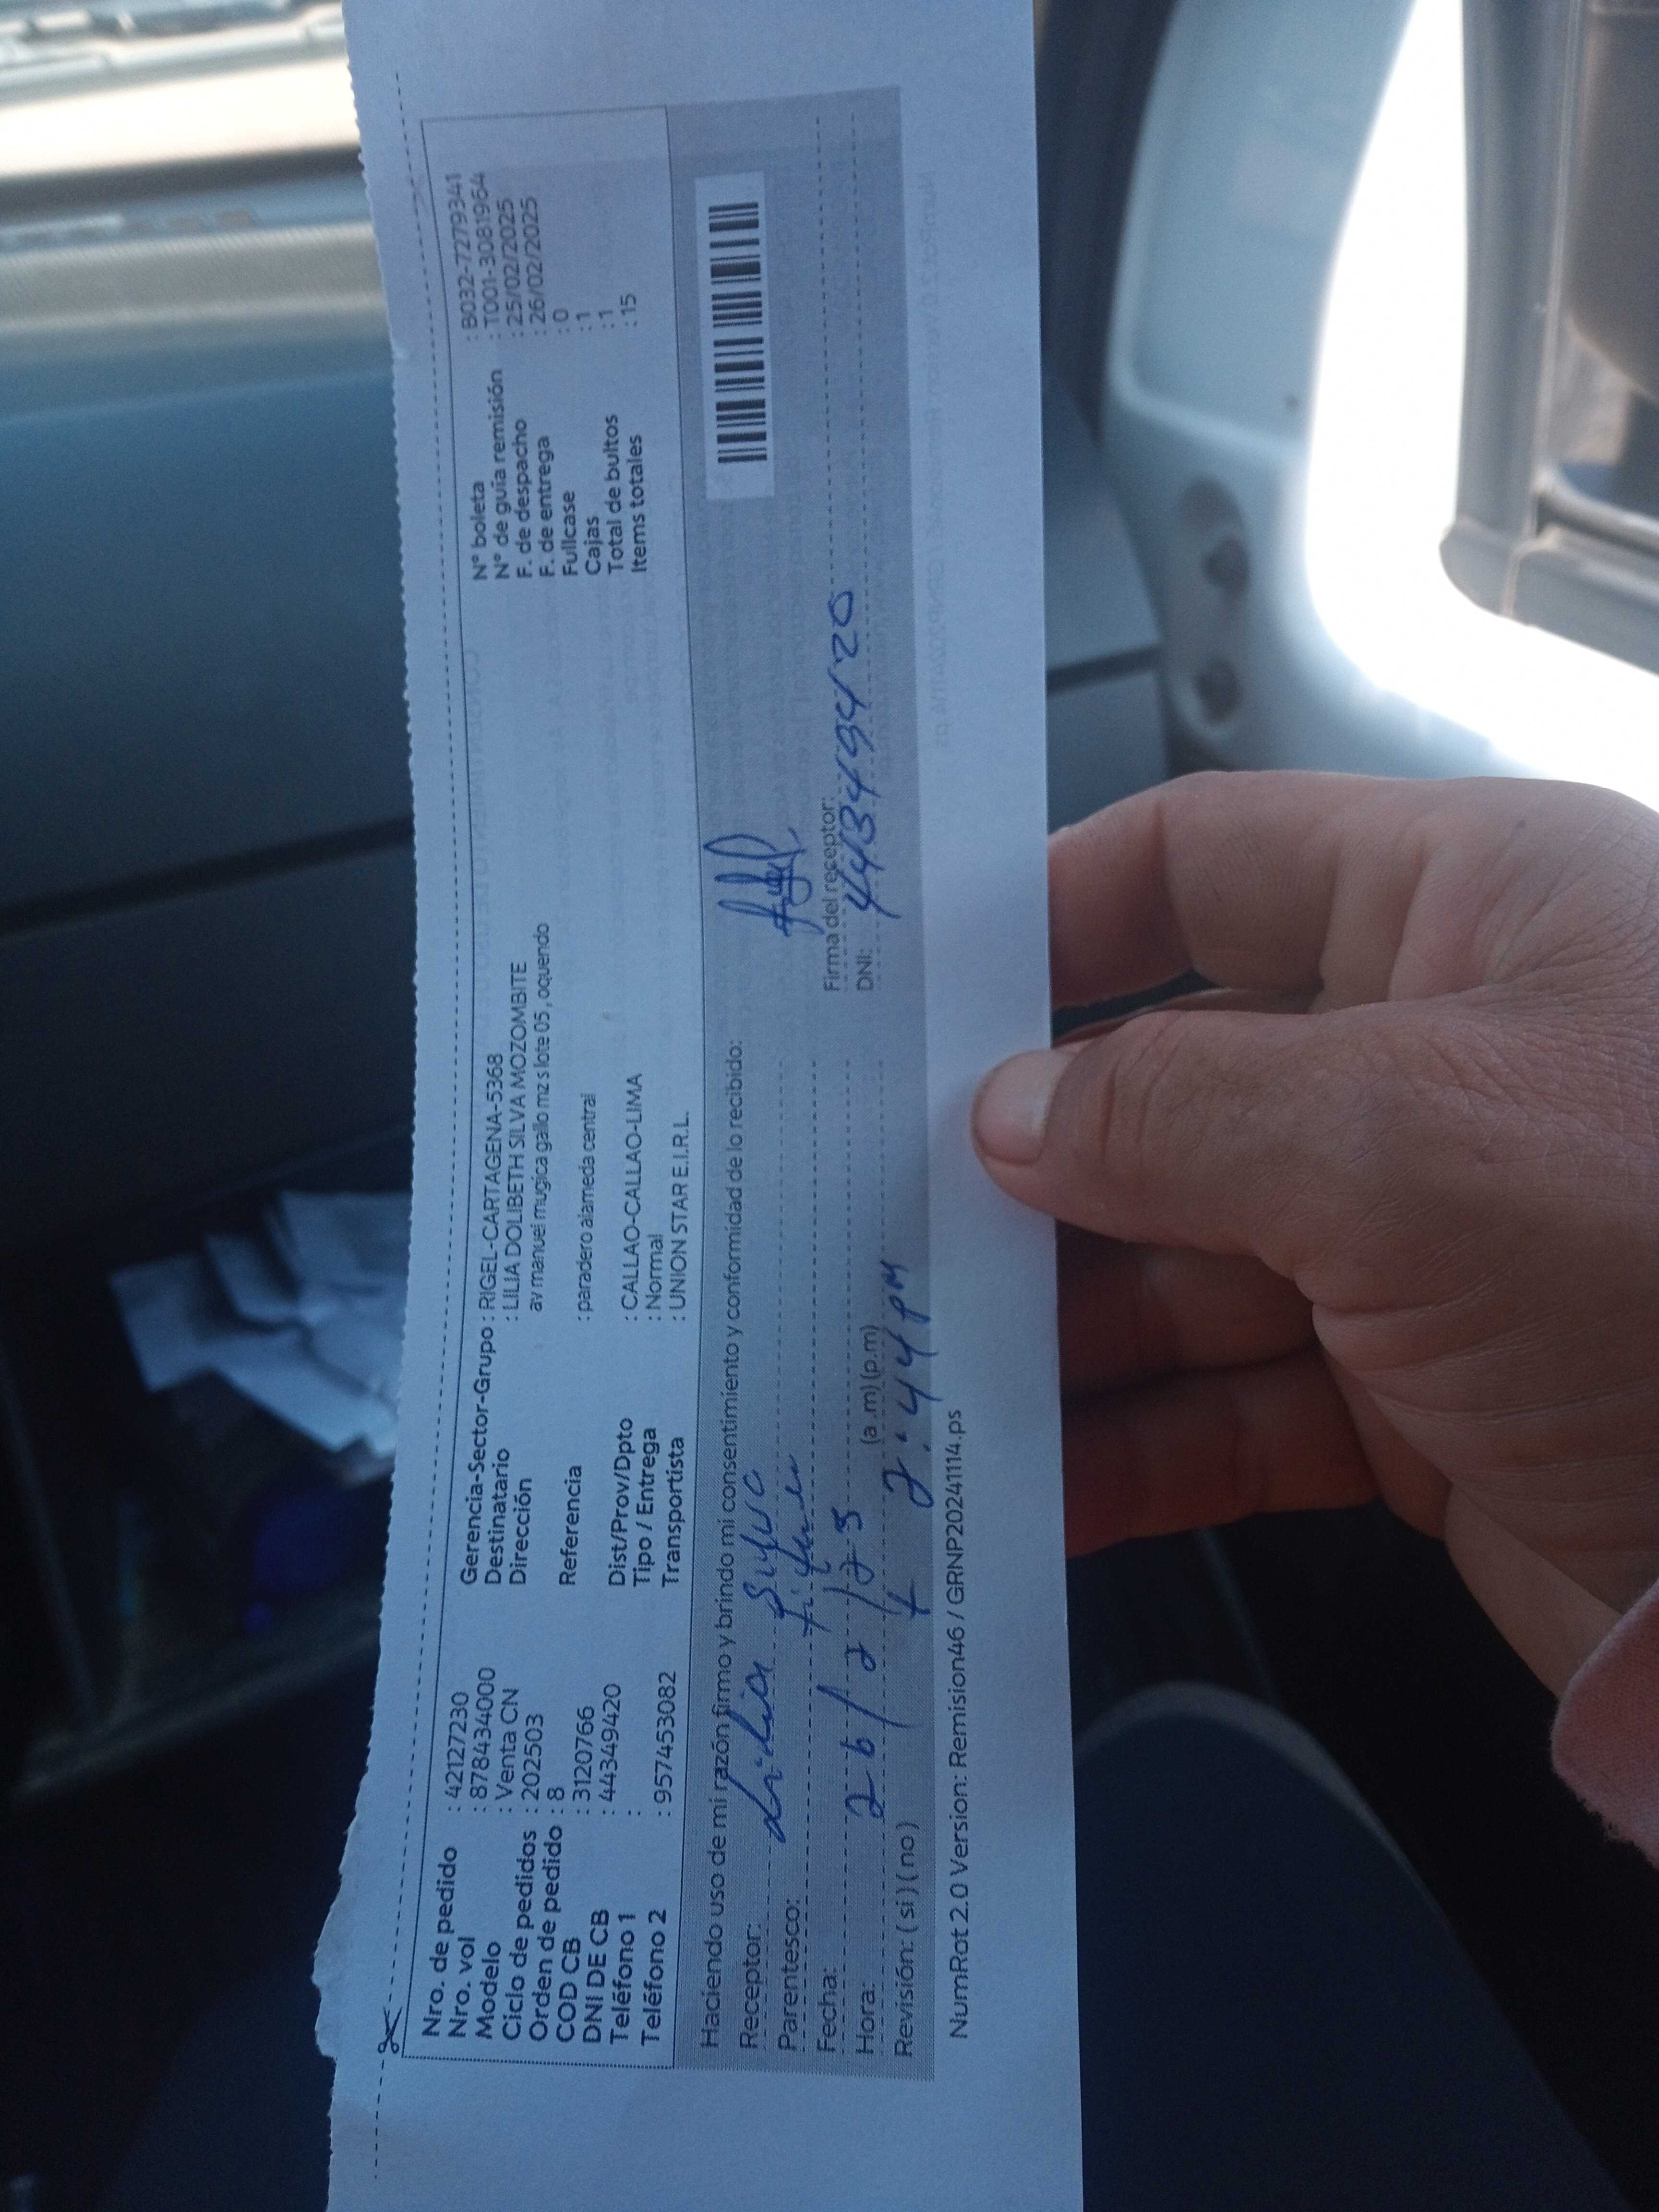 Nro. de pedido : 42127230
Nro. vol : 878434000
Modelo : Venta CN
Ciclo de pedidos : 202503
Orden de pedido : 8
COD CB : 3120766
DNI DE CB : 44349420
Teléfono 1 :
Teléfono 2 : 957453082
Gerencia-Sector-Grupo : RIGEL-CARTAGENA-5368
Destinatario : LILIA DOLIBETH SILVA MOZOMBITE
Dirección av manuel mugica gallo mz s lote 05 , oquendo
Referencia : paradero alameda central
Dist/Prov/Dpto : CALLAO-CALLAO-LIMA
Tipo / Entrega : Normal
Transportista : UNION STAR E.I.R.L.
N° boleta : B032-7279341
N° de guía remisión : T001-3081964
F. de despacho : 25/02/2025
F. de entrega : 26/02/2025
Fullcase : 0
Cajas : 1
Total de bultos : 1
Items totales : 15
Haciendo uso de mi razón firmo y brindo mi consentimiento y conformidad de lo recibido:
Receptor: Lilia Silva
Parentesco: Titular
Fecha: 26/2/25
Hora: (a .m) (p.m)
Revisión: ( si ) ( no ) 2:44 pm
Firma del receptor:
DNI: 44349420
NumRot 2.0 Version: Remision46 / GRNP20241114.ps